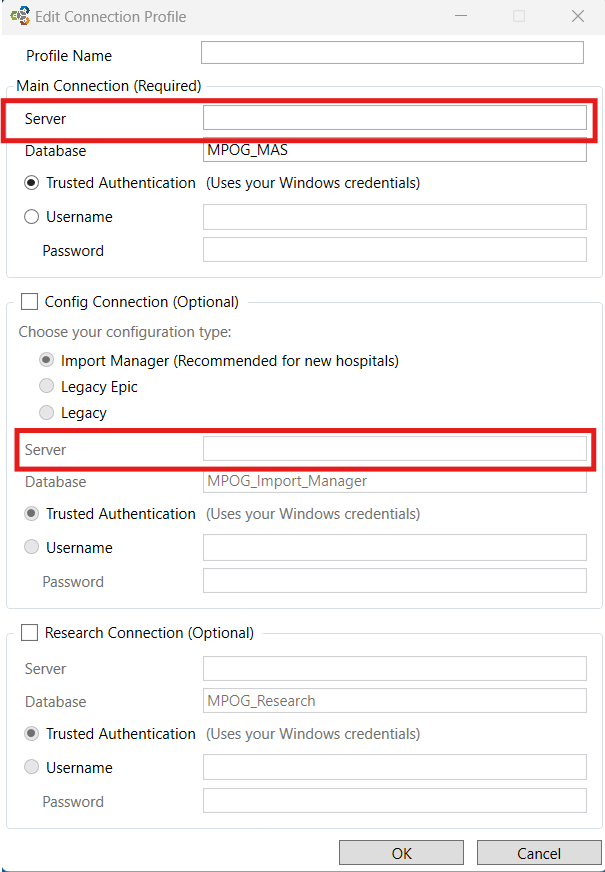 Edit Connection Profile
Profile Name
Main Connection (Required)
Server
Database MPOG_MAS
Trusted Authentication (Uses your Windows credentials)
Username
Password
Config Connection (Optional)
Choose your configuration type:
Import Manager (Recommended for new hospitals)
Legacy Epic
Legacy
Server
Database MPOG_Import_Manager
Trusted Authentication (Uses your Windows credentials)
Username
Password
Research Connection (Optional)
Server
Database MPOG_Research
Trusted Authentication (Uses your Windows credentials)
Username
Password
OK Cancel